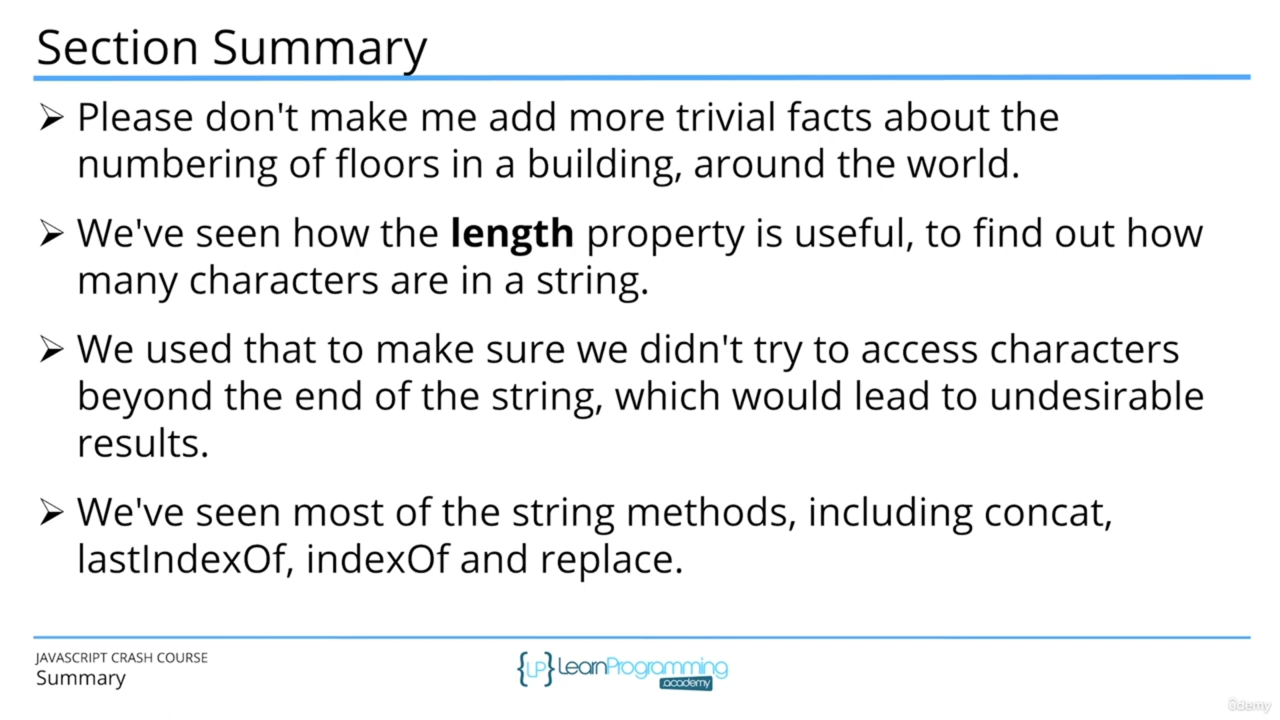 Section Summary
➢ Please don't make me add more trivial facts about the
numbering of floors in a building, around the world.
➢ We've seen how the length property is useful, to find out how
many characters are in a string.
➢ We used that to make sure we didn't try to access characters
beyond the end of the string, which would lead to undesirable
results.
➢ We've seen most of the string methods, including concat,
lastIndexOf, indexOf and replace.
JAVASCRIPT CRASH COURSE
Summary
{LP} LearnProgramming
.academy
ûdemy